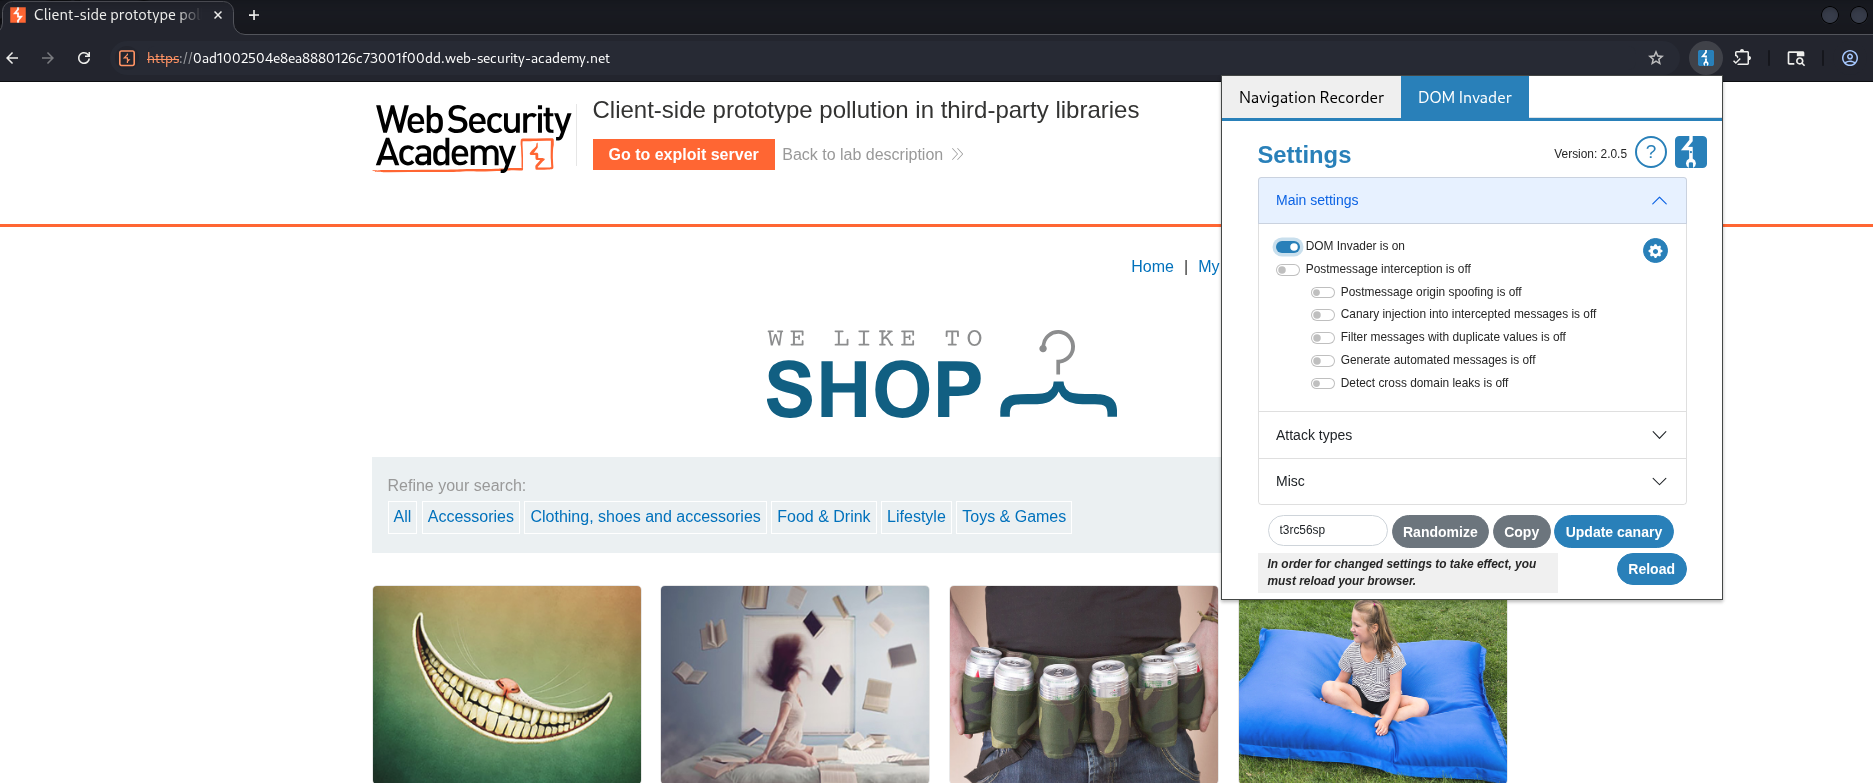 Client-side prototype pol
https://0ad1002504e8ea8880126c73001f00dd.web-security-academy.net
Web Security
Academy
Client-side prototype pollution in third-party libraries
Go to exploit server
Back to lab description
Home | My
WE LIKE TO
SHOP
Refine your search:
All
Accessories
Clothing, shoes and accessories
Food & Drink
Lifestyle
Toys & Games
Navigation Recorder
DOM Invader
Settings
Version: 2.0.5
?
Main settings
DOM Invader is on
Postmessage interception is off
Postmessage origin spoofing is off
Canary injection into intercepted messages is off
Filter messages with duplicate values is off
Generate automated messages is off
Detect cross domain leaks is off
Attack types
Misc
t3rc56sp
Randomize
Copy
Update canary
In order for changed settings to take effect, you
must reload your browser.
Reload